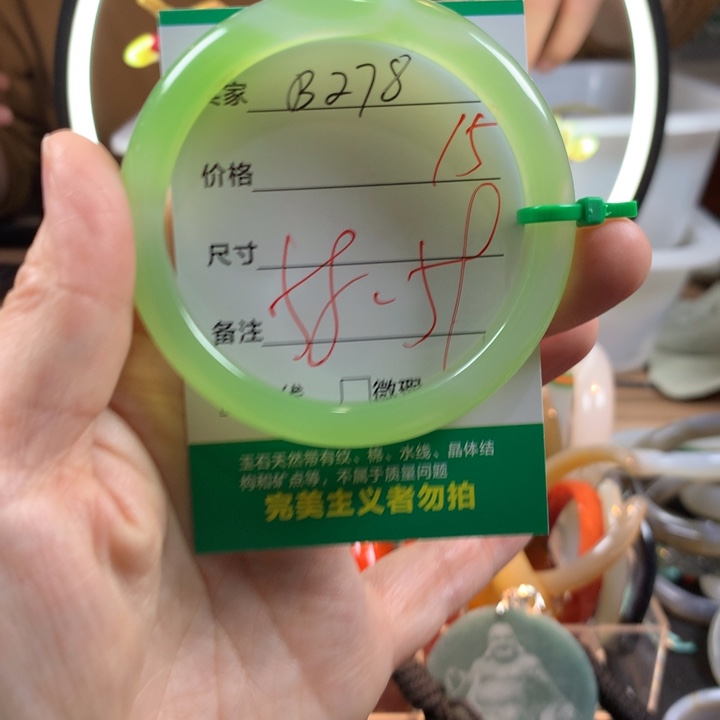 家 B278
价格 15
尺寸 58-59
备注
微瑕
玉石天然带有纹、棉、水线、晶体结
构和矿点等，不属于质量问题
完美主义者勿拍